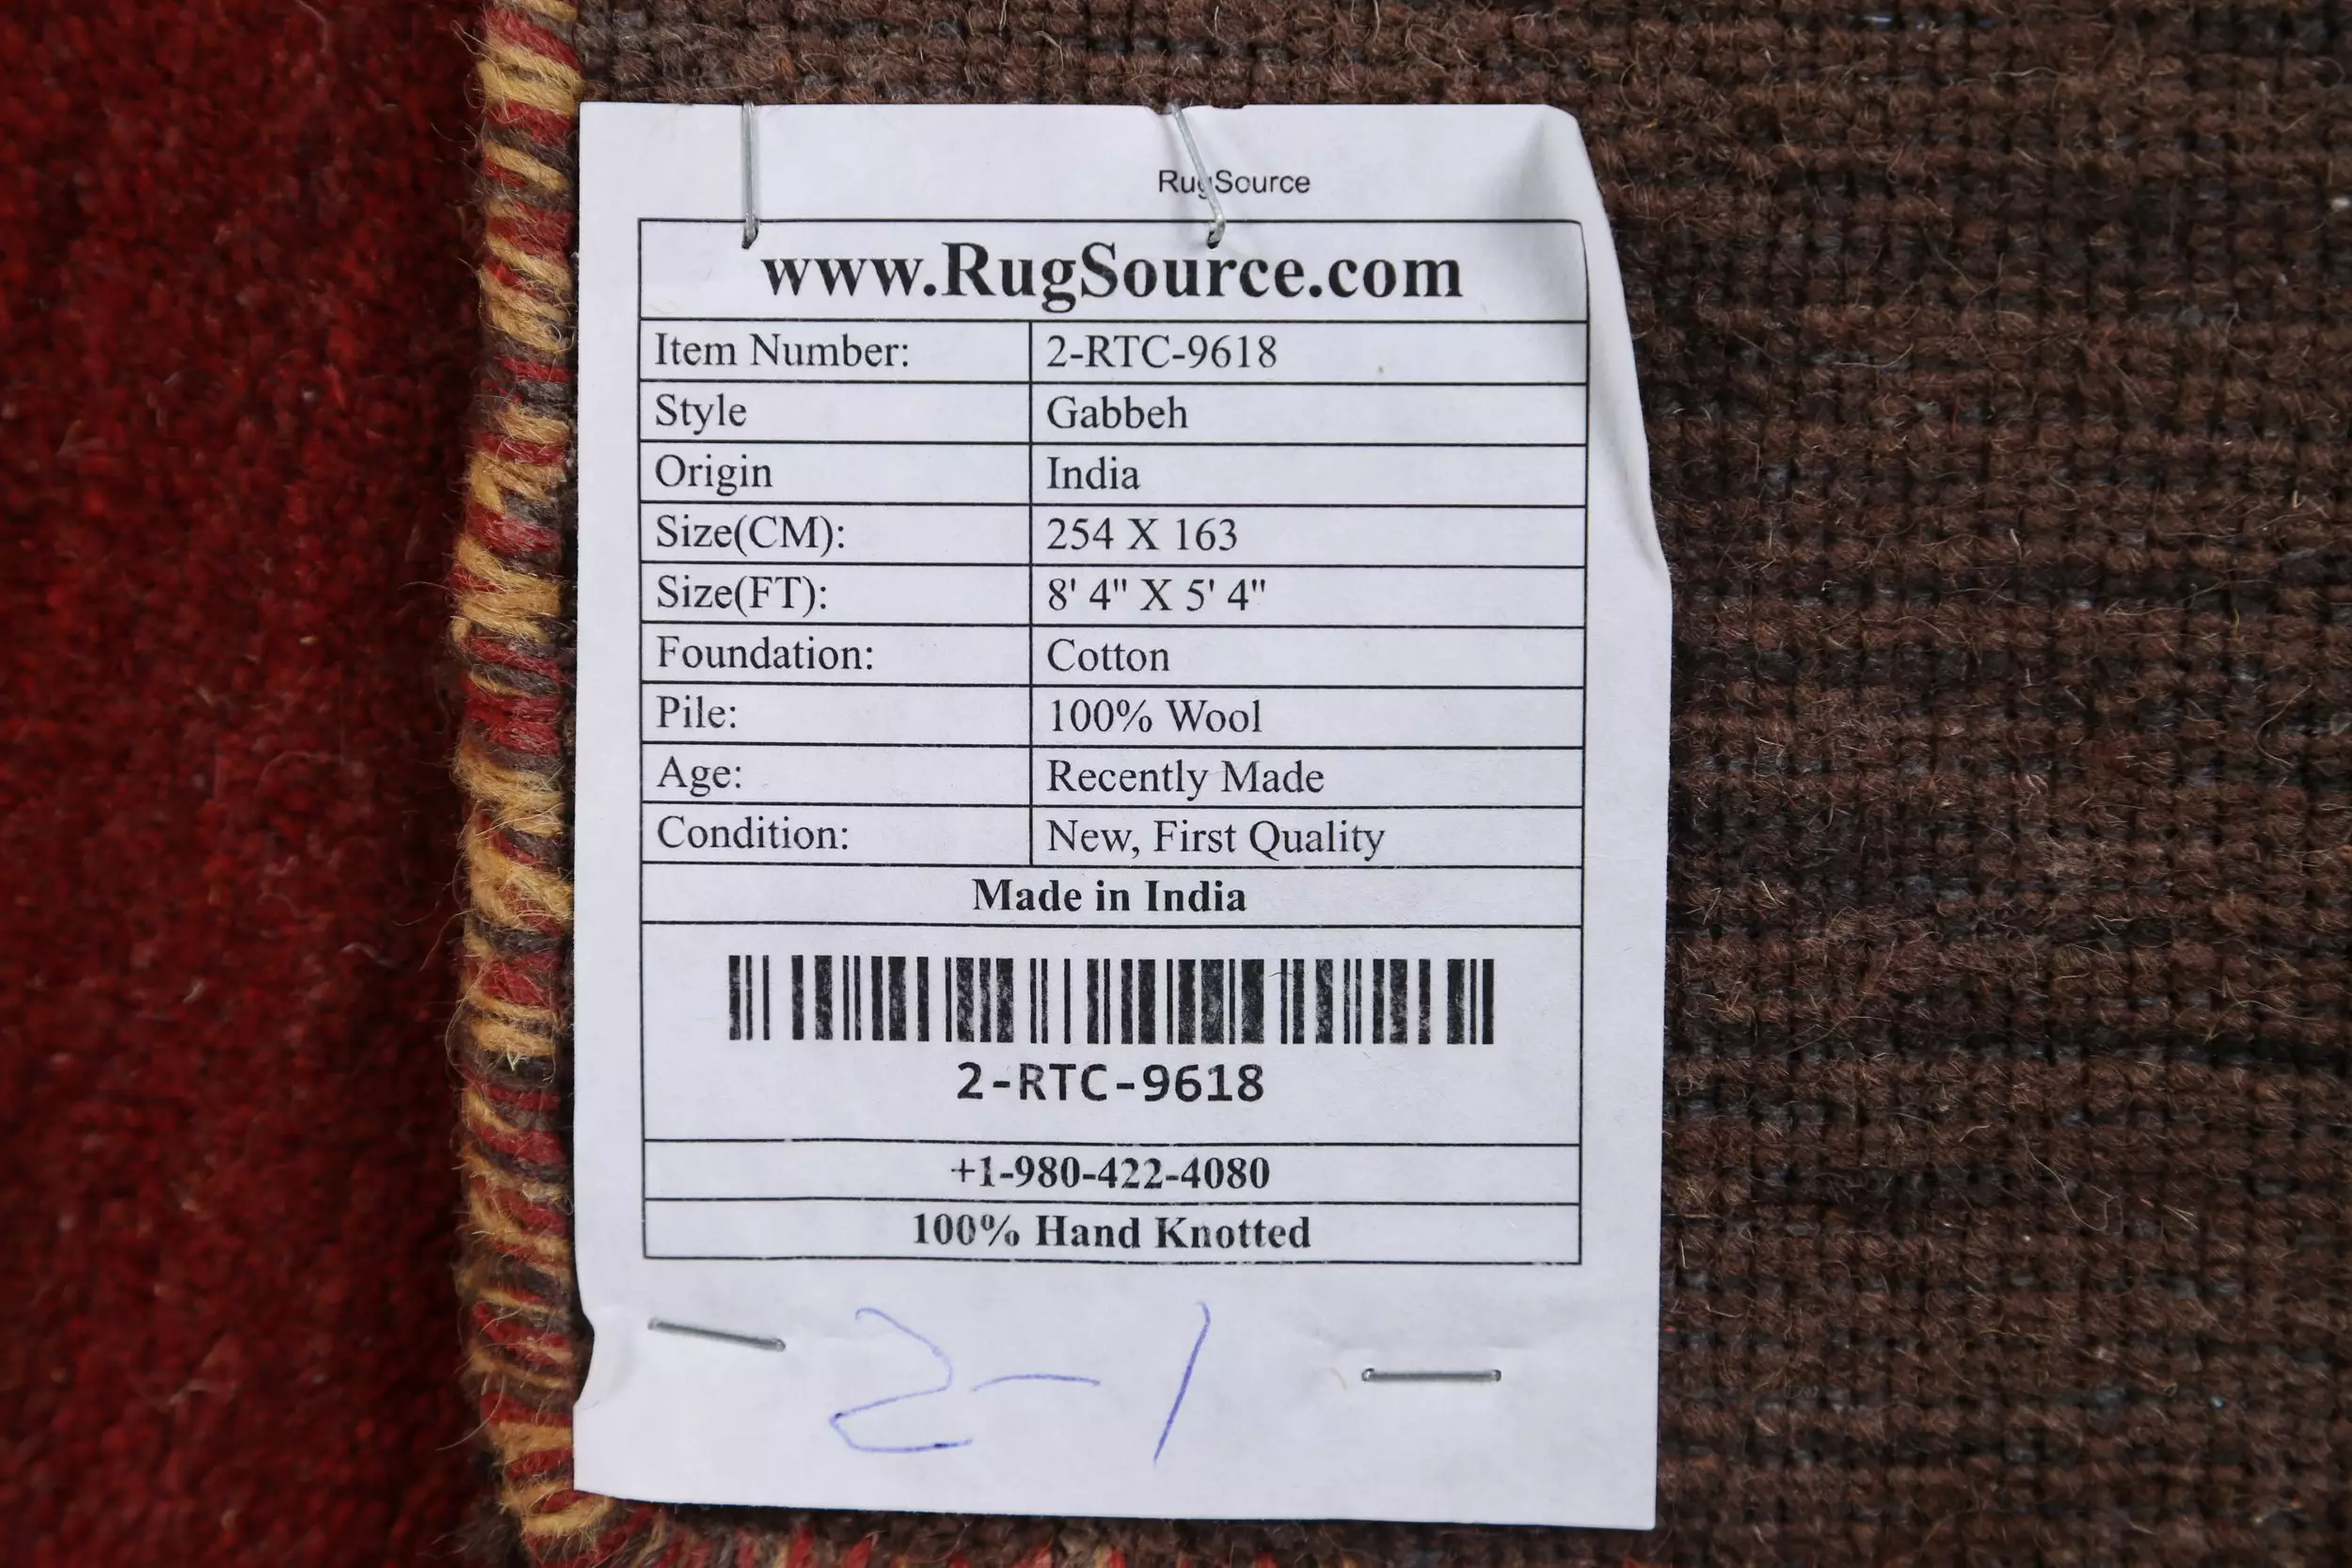 RugSource
www.RugSource.com
Item Number: 2-RTC-9618
Style Gabbeh
Origin India
Size(CM): 254 X 163
Size(FT): 8' 4" X 5' 4"
Foundation: Cotton
Pile: 100% Wool
Age: Recently Made
Condition: New, First Quality
Made in India
2-RTC-9618
+1-980-422-4080
100% Hand Knotted
2-1